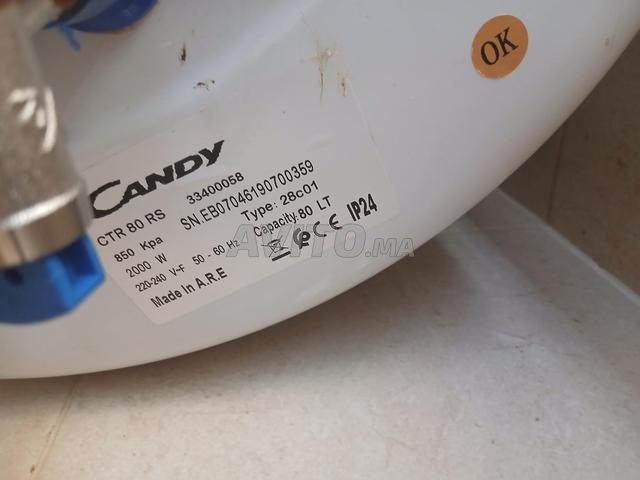 OK
CANDY
33400058
CTR 80 RS
SN.EB07046190700359
850 Kpa
Type: 28c01
2000 W
Capacity:80 LT
220-240 V~F 50 - 60 Hz
CE IP24
Made In A.R.E
AVITO.MA